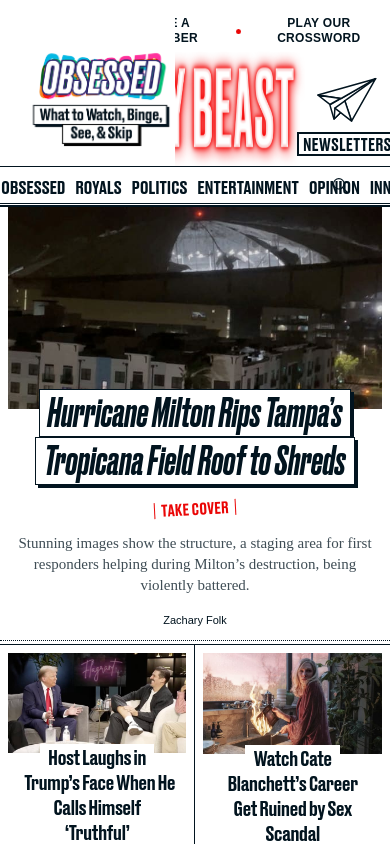 PLAY OUR
CROSSWORD
OBSESSED
What to Watch, Binge,
See, & Skip
BEAST
NEWSLETTERS
OBSESSED ROYALS POLITICS ENTERTAINMENT OPINION INN
Flagrant
Hurricane Milton Rips Tampa's
Tropicana Field Roof to Shreds
TAKE COVER
Stunning images show the structure, a staging area for first
responders helping during Milton's destruction, being
violently battered.
Zachary Folk
Host Laughs in
Trump's Face When He
Calls Himself
'Truthful'
Watch Cate
Blanchett's Career
Get Ruined by Sex
Scandal